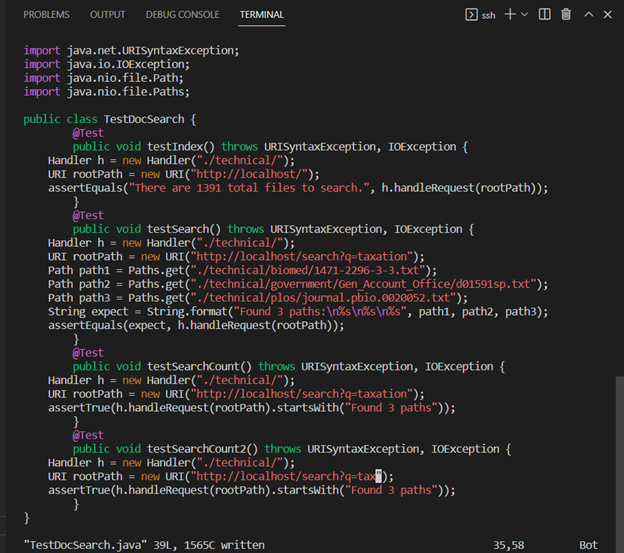 PROBLEMS OUTPUT DEBUG CONSOLE TERMINAL ssh
import java.net.URISyntaxException;
import java.io.IOException;
import java.nio.file.Path;
import java.nio.file.Paths;
public class TestDocSearch {
@Test
public void testIndex() throws URISyntaxException, IOException {
Handler h = new Handler("./technical/");
URI rootPath = new URI("http://localhost/");
assertEquals("There are 1391 total files to search.", h.handleRequest(rootPath));
}
@Test
public void testSearch() throws URISyntaxException, IOException {
Handler h = new Handler("./technical/");
URI rootPath = new URI("http://localhost/search?q=taxation");
Path path1 = Paths.get("./technical/biomed/1471-2296-3-3.txt");
Path path2 = Paths.get("./technical/government/Gen_Account_Office/d01591sp.txt");
Path path3 = Paths.get("./technical/plos/journal.pbio.0020052.txt");
String expect = String.format("Found 3 paths:\n%s\n%s\n%s", path1, path2, path3);
assertEquals(expect, h.handleRequest(rootPath));
}
@Test
public void testSearchCount() throws URISyntaxException, IOException {
Handler h = new Handler("./technical/");
URI rootPath = new URI("http://localhost/search?q=taxation");
assertTrue(h.handleRequest(rootPath).startsWith("Found 3 paths"));
}
@Test
public void testSearchCount2() throws URISyntaxException, IOException {
Handler h = new Handler("./technical/");
URI rootPath = new URI("http://localhost/search?q=tax");
assertTrue(h.handleRequest(rootPath).startsWith("Found 3 paths"));
}
}
"TestDocSearch.java" 39L, 1565C written 35,58 Bot